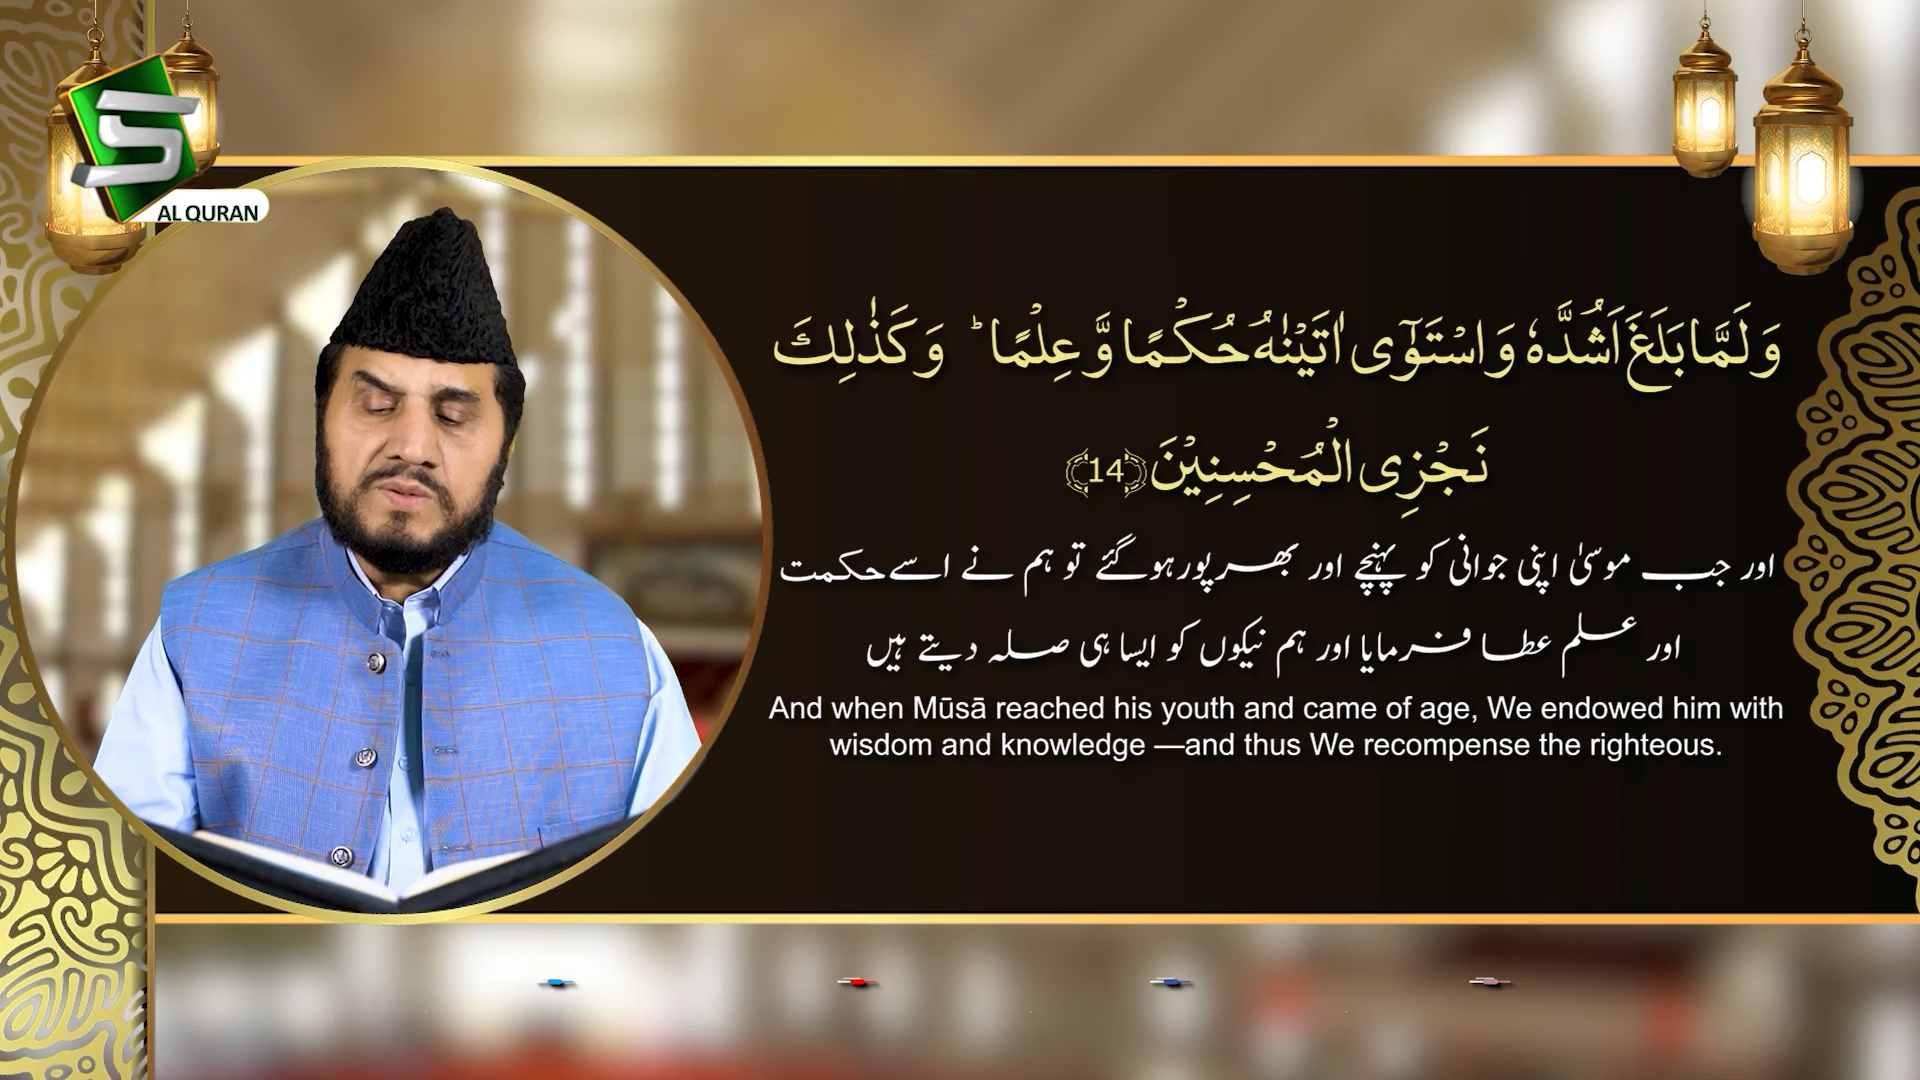 AL QURAN
وَلَمَّا بَلَغَ اَشُدَّهٗ وَاسْتَوٰۤى اٰتَيْنٰهُ حُكْمًا وَّعِلْمًا ؕ وَكَذٰلِكَ
نَجْزِى الْمُحْسِنِيْنَ ﴿14﴾
اور جب موسیٰ اپنی جوانی کو پہنچے اور بھرپور ہوگئے تو ہم نے اسے حکمت
اور علم عطا فرمایا اور ہم نیکوں کو ایسا ہی صلہ دیتے ہیں
And when Mūsā reached his youth and came of age, We endowed him with
wisdom and knowledge —and thus We recompense the righteous.